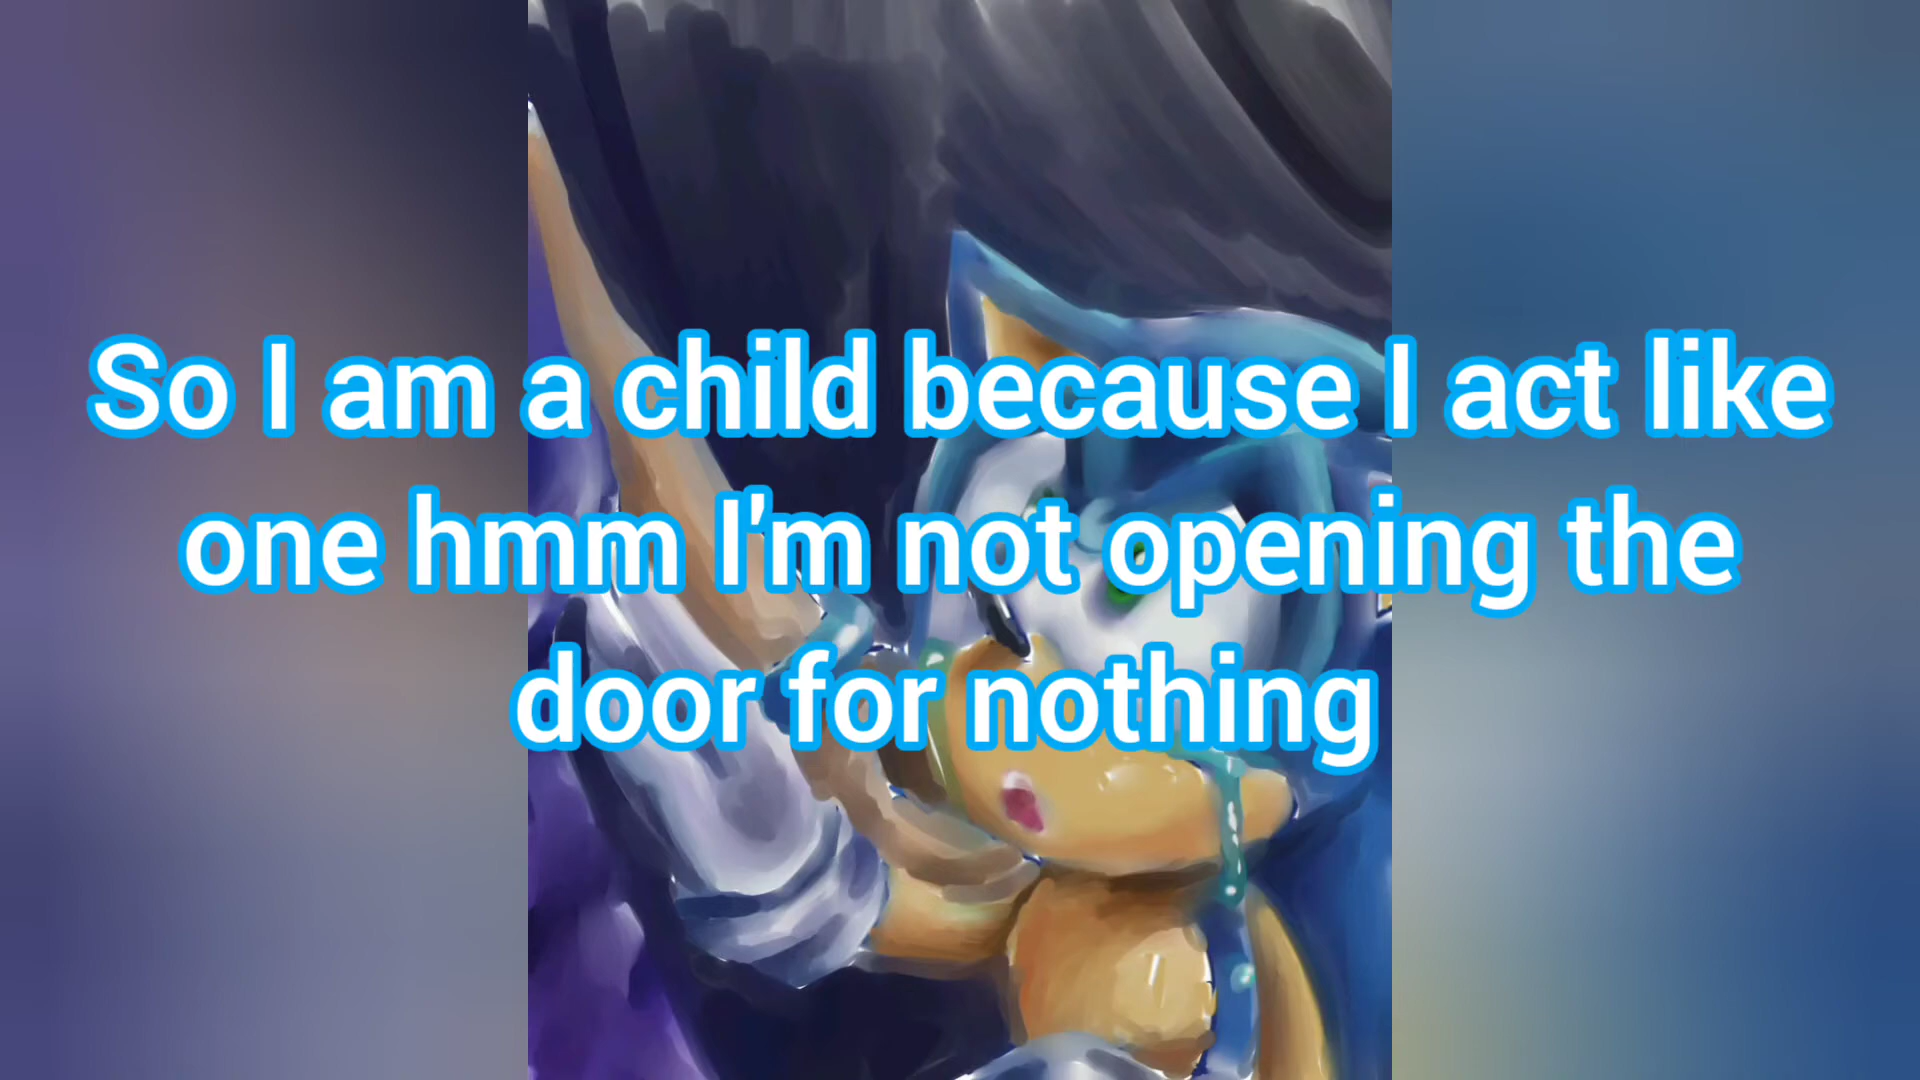 So I am a child because I act like
one hmm I'm not opening the
door for nothing